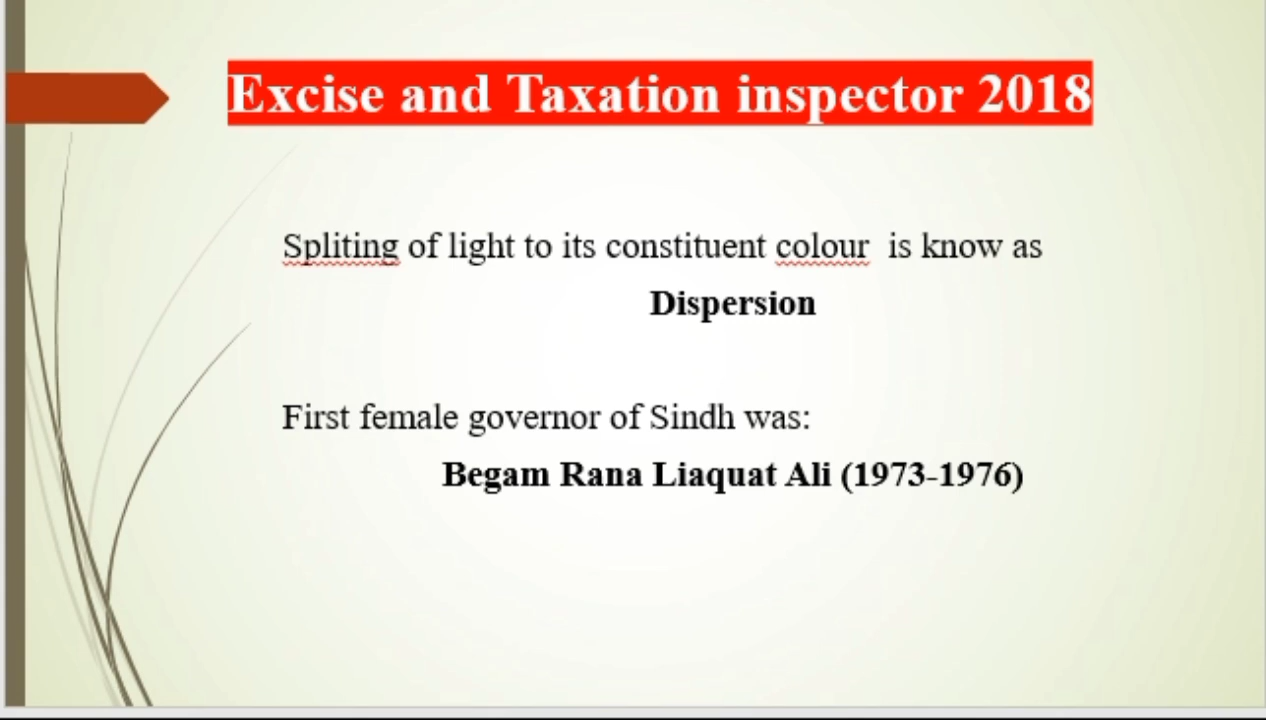 Excise and Taxation inspector 2018
Spliting of light to its constituent colour is know as
Dispersion
First female governor of Sindh was:
Begam Rana Liaquat Ali (1973-1976)